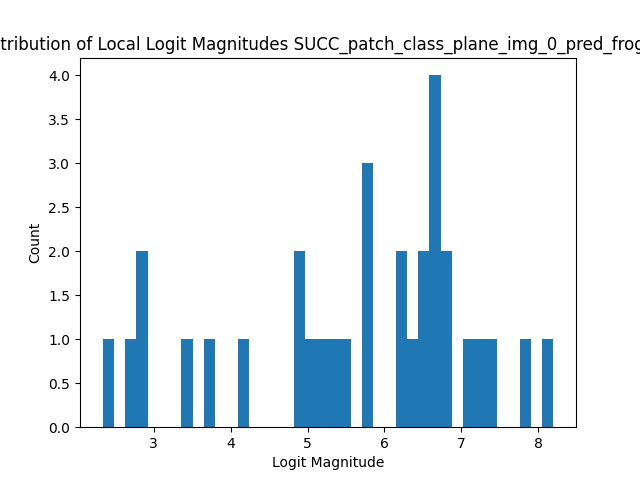 tribution of Local Logit Magnitudes SUCC_patch_class_plane_img_0_pred_frog
4.0
3.5
3.0
2.5
2.0
1.5
1.0
0.5
0.0
Count
3 4 5 6 7 8
Logit Magnitude